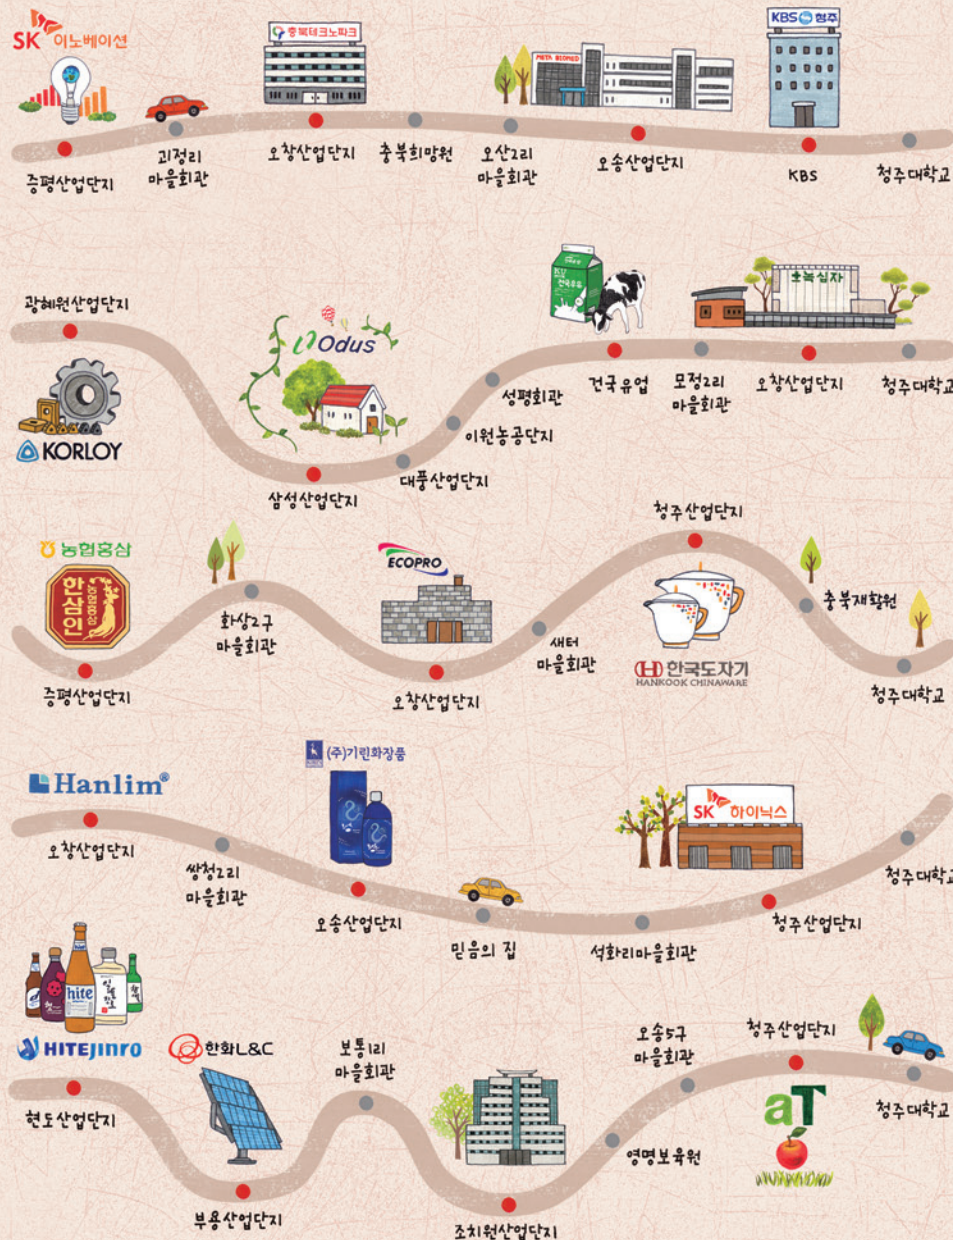 SK 이노베이션
충북테크노파크
META BIOMED
KBS 청주
증평산업단지
괴정리
마을회관
오창산업단지
충북희망원
오산2리
마을회관
오송산업단지
KBS
청주대학교
광혜원산업단지
KORLOY
Odus
삼성산업단지
대풍산업단지
이원농공단지
성평회관
KU
건국우유
건국유업
모정2리
마을회관
녹십자
오창산업단지
청주대학교
농협홍삼
한삼인
증평산업단지
화상2구
마을회관
ECOPRO
오창산업단지
새터
마을회관
청주산업단지
한국도자기
HANKOOK CHINAWARE
충북재활원
청주대학교
Hanlim®
오창산업단지
쌍청2리
마을회관
(주)기린화장품
오송산업단지
믿음의 집
석화리마을회관
SK 하이닉스
청주산업단지
청주대학교
hite
HITEJINRO
현도산업단지
한화L&C
부용산업단지
보통1리
마을회관
조치원산업단지
영명보육원
오송5구
마을회관
청주산업단지
aT
청주대학교